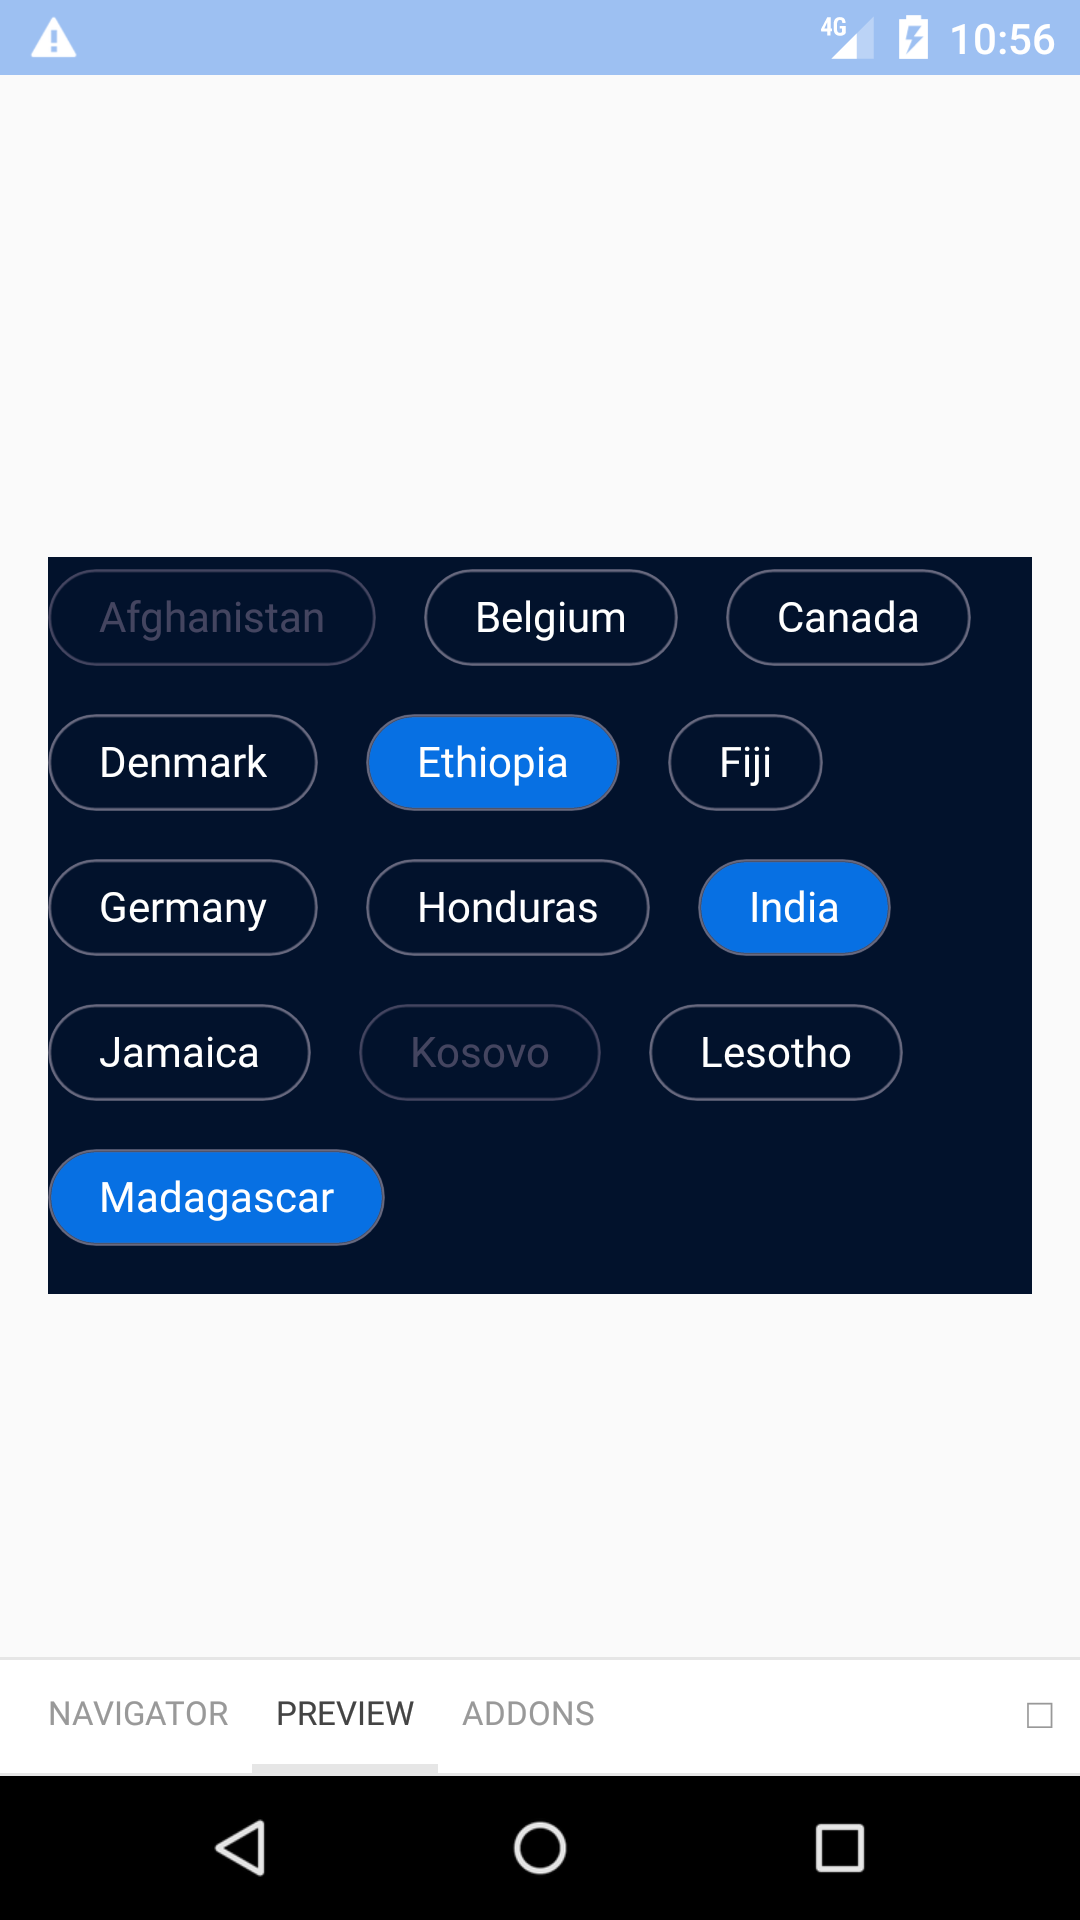 4G 10:56
Afghanistan Belgium Canada
Denmark Ethiopia Fiji
Germany Honduras India
Jamaica Kosovo Lesotho
Madagascar
NAVIGATOR PREVIEW ADDONS